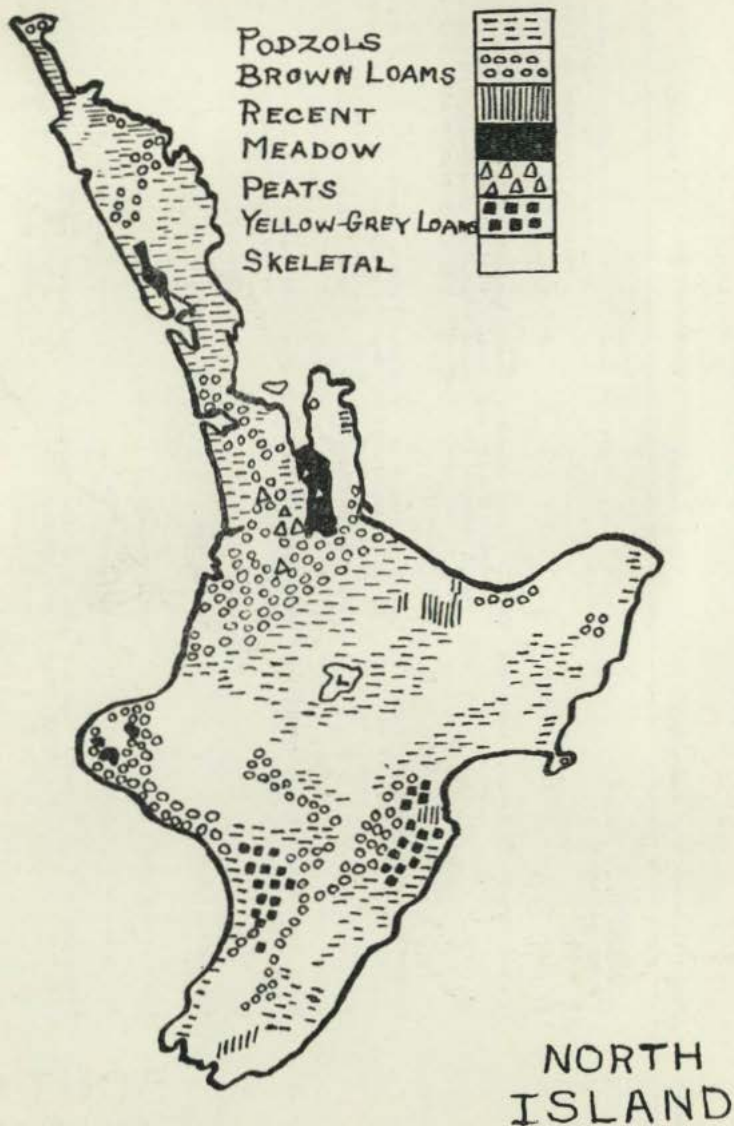 PODZOLS
BROWN LOAMS
RECENT
MEADOW
PEATS
YELLOW-GREY LOAMS
SKELETAL
L
NORTH
ISLAND